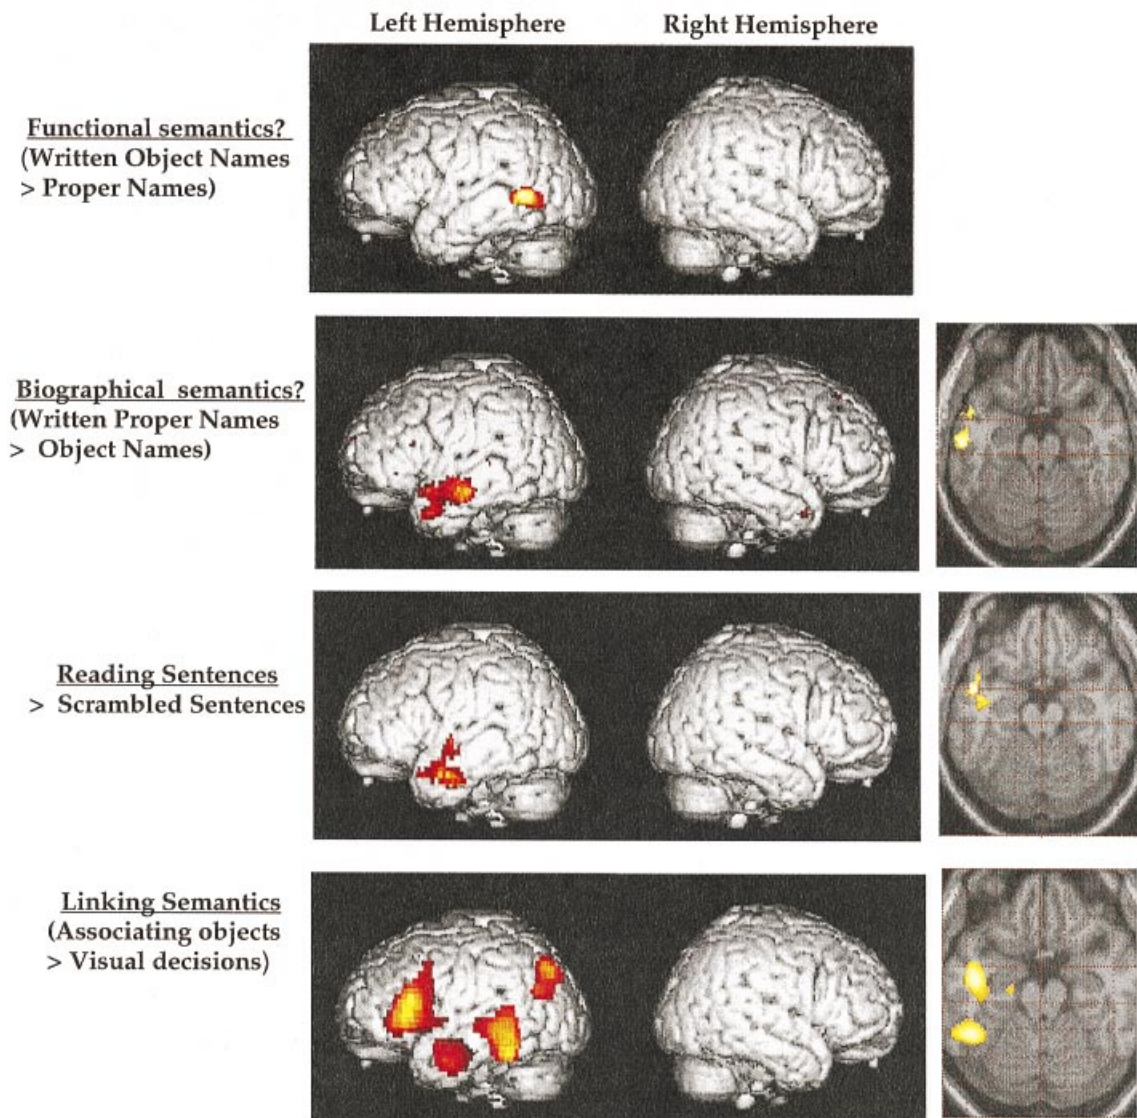 Left Hemisphere Right Hemisphere
Functional semantics?
(Written Object Names
> Proper Names)
Biographical semantics?
(Written Proper Names
> Object Names)
Reading Sentences
> Scrambled Sentences
Linking Semantics
(Associating objects
> Visual decisions)